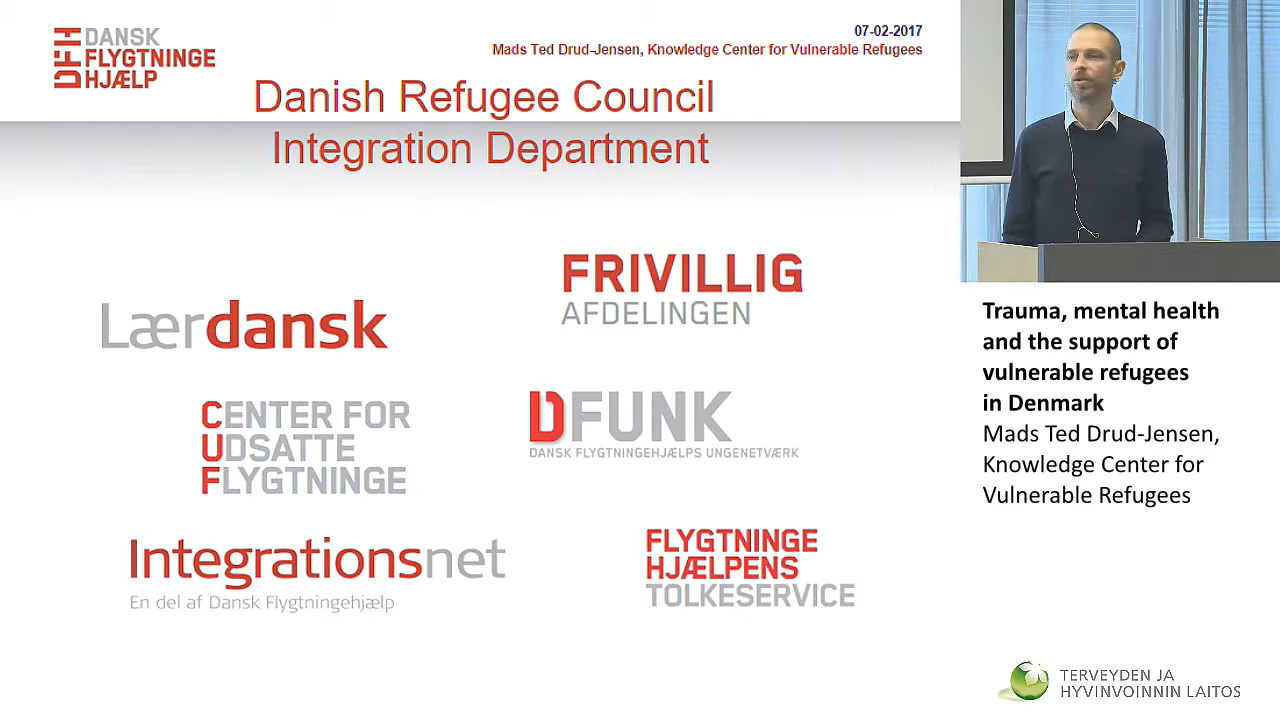 DFH
DANSK
FLYGTNINGE
HJÆLP
07-02-2017
Mads Ted Drud-Jensen, Knowledge Center for Vulnerable Refugees
Danish Refugee Council
Integration Department
Lærdansk
FRIVILLIG
AFDELINGEN
CENTER FOR
UDSATTE
FLYGTNINGE
DFUNK
DANSK FLYGTNINGEHJÆLPS UNGENETVÆRK
Integrationsnet
En del af Dansk Flygtningehjælp
FLYGTNINGE
HJÆLPENS
TOLKESERVICE
Trauma, mental health
and the support of
vulnerable refugees
in Denmark
Mads Ted Drud-Jensen,
Knowledge Center for
Vulnerable Refugees
TERVEYDEN JA
HYVINVOINNIN LAITOS